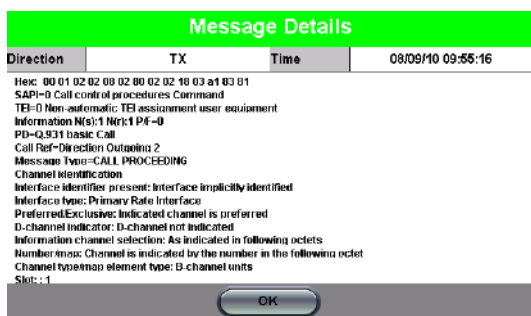 Message Details
Direction TX Time 08/09/10 09:55:16
Hex: 00 01 02 02 08 02 80 02 02 18 03 a1 83 81
SAPI=0 Call control procedures Command
TEI=0 Non-automatic TEI assignment user equipment
Information N(s):1 N(r):1 P/F=0
PD=Q.931 basic Call
Call Ref=Direction Outgoing 2
Message Type=CALL PROCEEDING
Channel Identification
Interface identifier present: Interface implicitly identified
Interface type: Primary Rate Interface
Preferred/Exclusive: Indicated channel is preferred
D-channel indicator: D-channel not indicated
Information channel selection: As indicated in following octets
Number/map: Channel is indicated by the number in the following octet
Channel type/map element type: B-channel units
Slot: : 1
OK